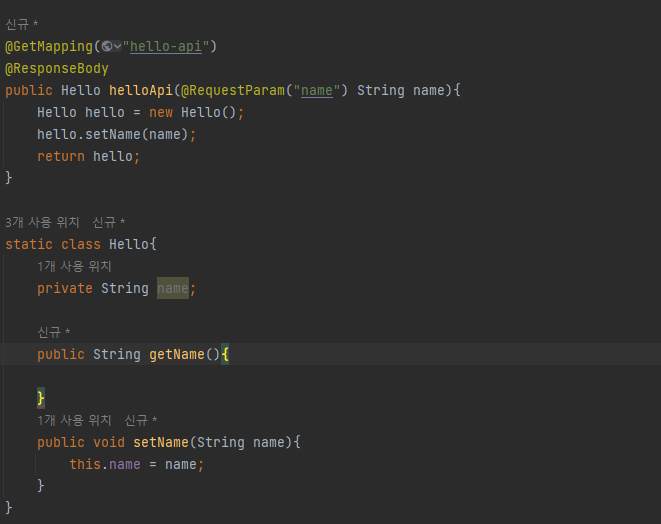 신규 *
@GetMapping("hello-api")
@ResponseBody
public Hello helloApi(@RequestParam("name") String name){
    Hello hello = new Hello();
    hello.setName(name);
    return hello;
}
3개 사용 위치   신규 *
static class Hello{
    1개 사용 위치
    private String name;
    신규 *
    public String getName(){
    }
    1개 사용 위치   신규 *
    public void setName(String name){
        this.name = name;
    }
}